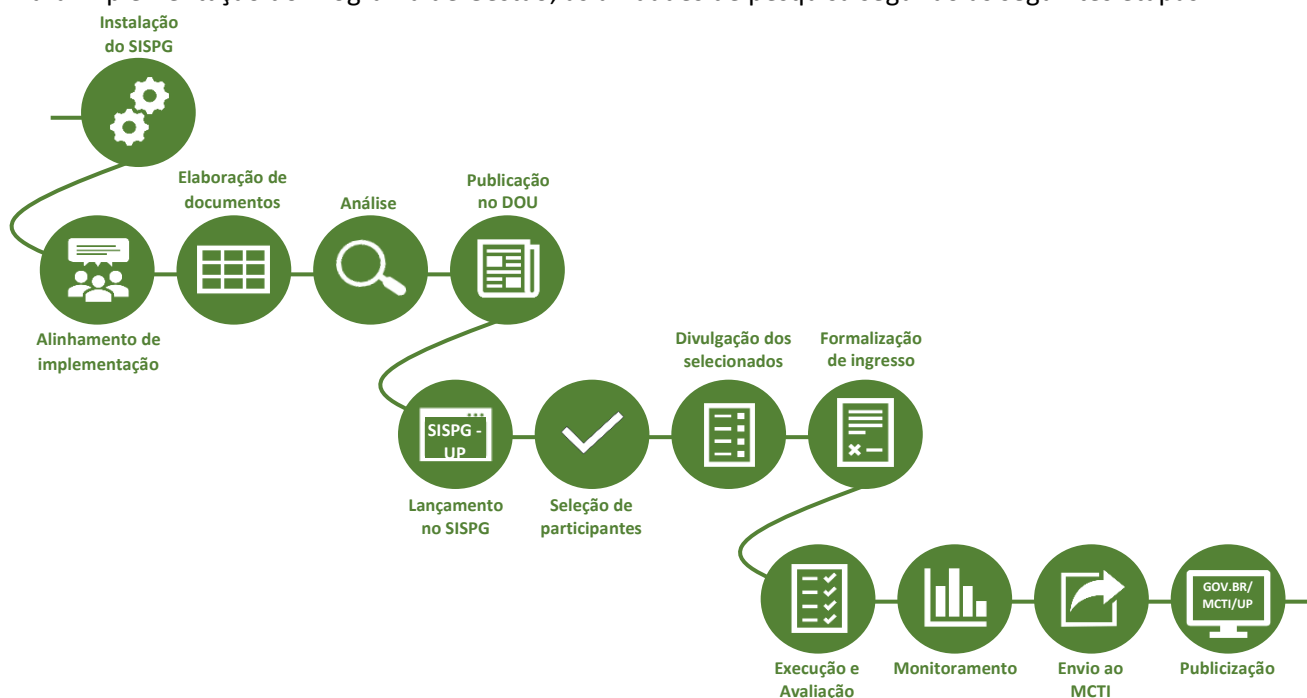 Instalação
do SISPG
Elaboração de
documentos
Análise
Publicação
no DOU
Alinhamento de
implementação
Divulgação dos
selecionados
Formalização
de ingresso
SISPG -
UP
Lançamento
no SISPG
Seleção de
participantes
GOV.BR/
MCTI/UP
Execução e
Avaliação
Monitoramento
Envio ao
MCTI
Publicização